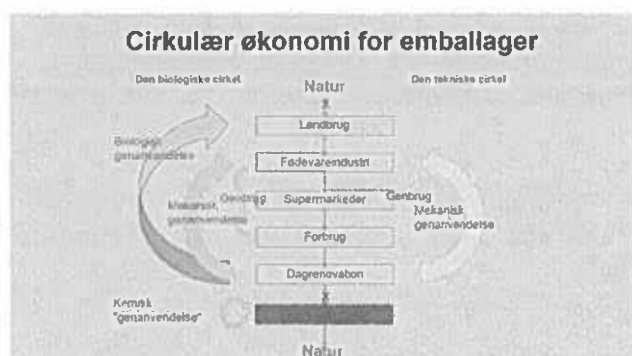 Cirkulær økonomi for emballager
Den biologiske cirkel
Natur
Den tekniske cirkel
Landbrug
Biologisk
genanvendelse
Fødevareindustri
Genbrug
Supermarkeder
Genbrug
Mekanisk
genanvendelse
Mekanisk
genanvendelse
Forbrug
Dagrenovation
Kemisk
"genanvendelse"
Natur